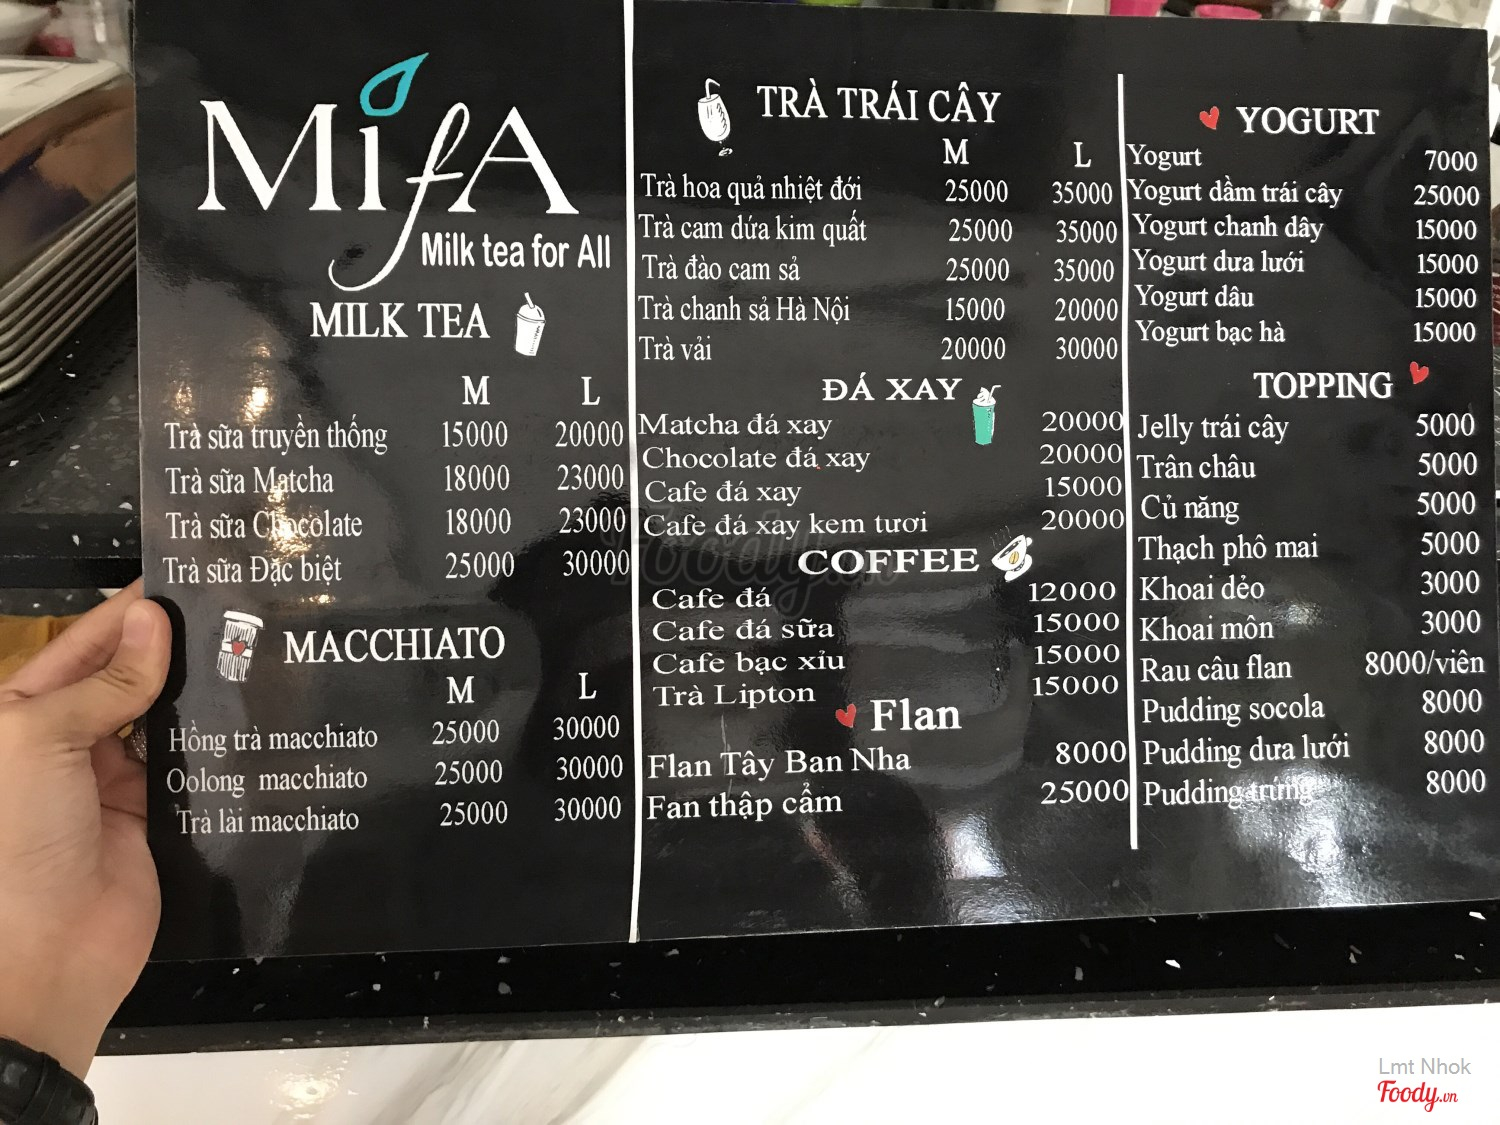 MifA
Milk tea for All
MILK TEA
M L
Trà sữa truyền thống 15000 20000
Trà sữa Matcha 18000 23000
Trà sữa Chocolate 18000 23000
Trà sữa Đặc biệt 25000 30000
MACCHIATO
M L
Hồng trà macchiato 25000 30000
Oolong macchiato 25000 30000
Trà lài macchiato 25000 30000
TRÀ TRÁI CÂY
M L
Trà hoa quả nhiệt đới 25000 35000
Trà cam dứa kim quất 25000 35000
Trà đào cam sả 25000 35000
Trà chanh sả Hà Nội 15000 20000
Trà vải 20000 30000
ĐÁ XAY
Matcha đá xay 20000
Chocolate đá xay 20000
Cafe đá xay 15000
Cafe đá xay kem tươi 20000
COFFEE
Cafe đá 12000
Cafe đá sữa 15000
Cafe bạc xỉu 15000
Trà Lipton 15000
Flan
Flan Tây Ban Nha 8000
Fan thập cẩm 25000
YOGURT
Yogurt 7000
Yogurt dầm trái cây 25000
Yogurt chanh dây 15000
Yogurt dưa lưới 15000
Yogurt dâu 15000
Yogurt bạc hà 15000
TOPPING
Jelly trái cây 5000
Trân châu 5000
Củ năng 5000
Thạch phô mai 5000
Khoai dẻo 3000
Khoai môn 3000
Rau câu flan 8000/viên
Pudding socola 8000
Pudding dưa lưới 8000
Pudding trứng 8000
Foody.vn
Lmt Nhok
Foody.vn